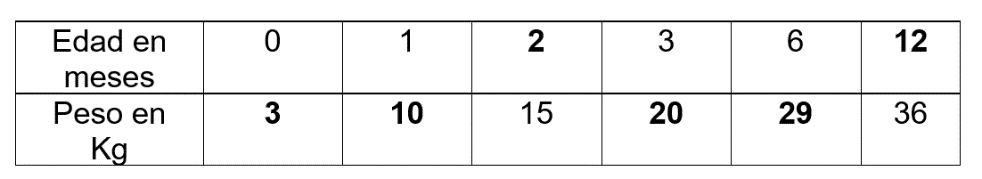 Edad en meses 0 1 2 3 6 12
Peso en Kg 3 10 15 20 29 36